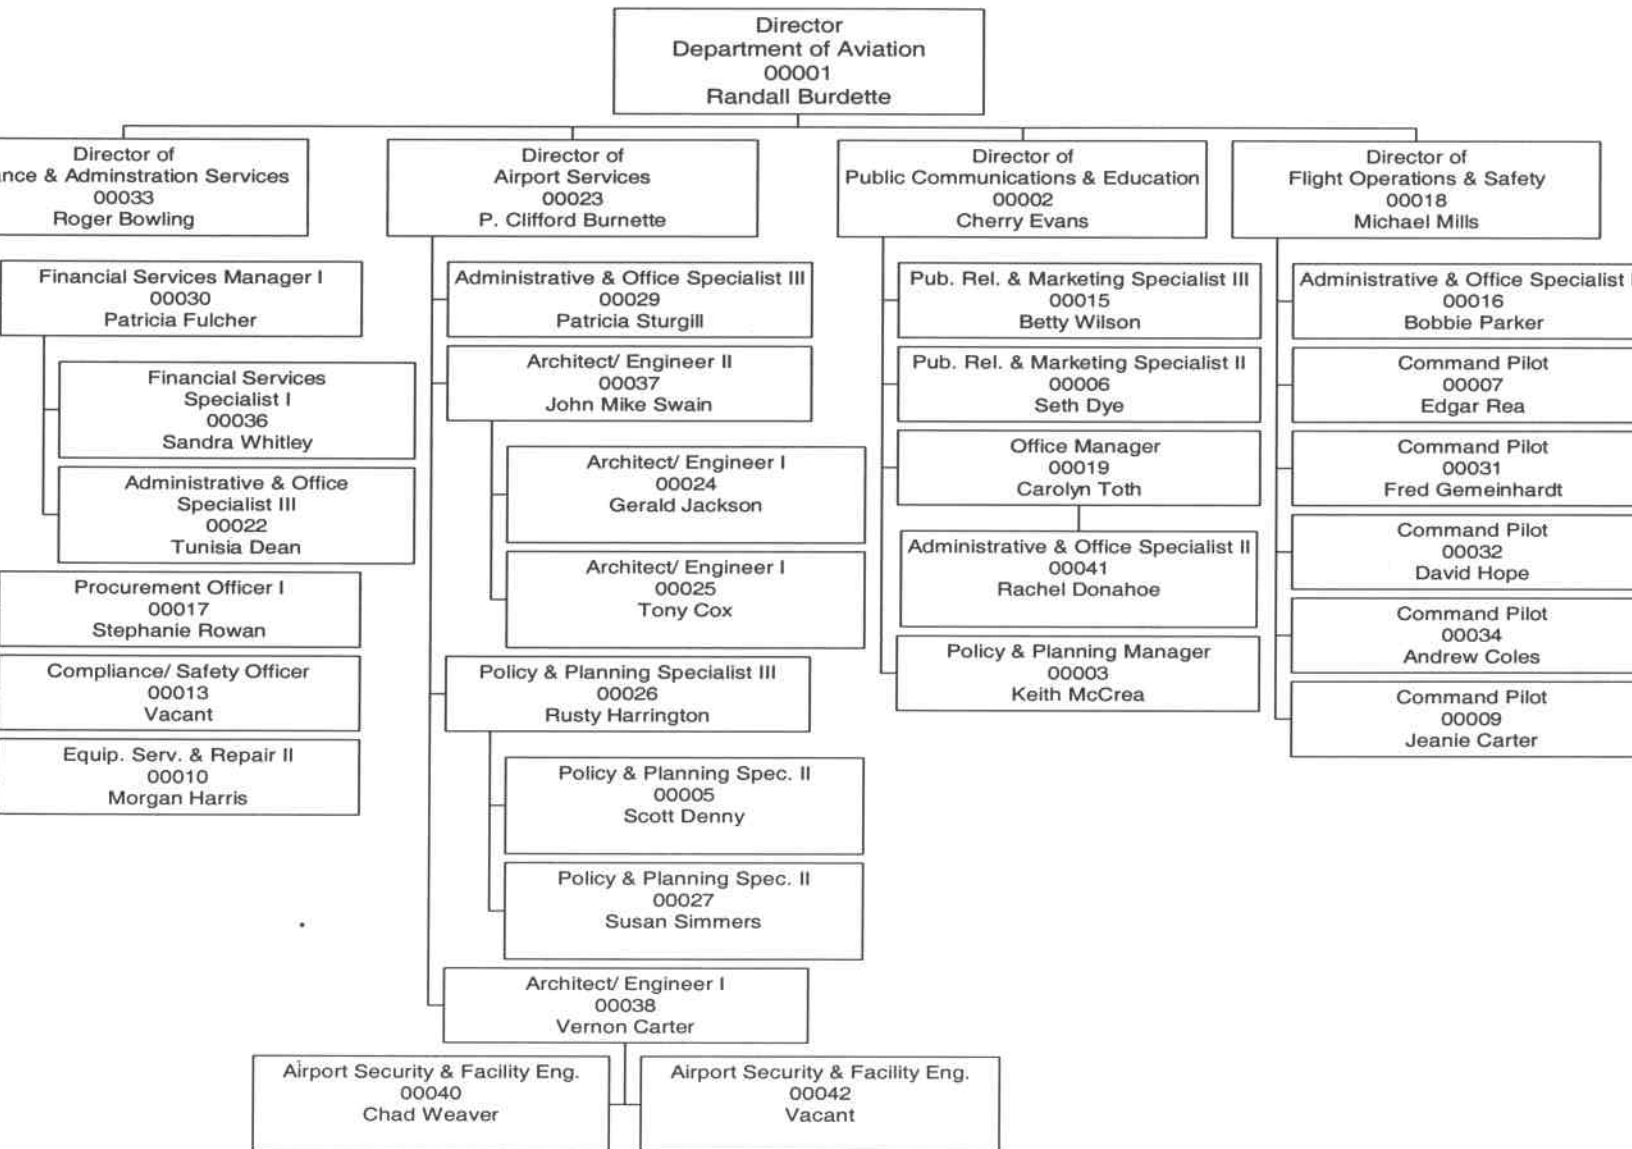 Director
Department of Aviation
00001
Randall Burdette
Director of
nce & Adminstration Services
00033
Roger Bowling
Financial Services Manager I
00030
Patricia Fulcher
Financial Services
Specialist I
00036
Sandra Whitley
Administrative & Office
Specialist III
00022
Tunisia Dean
Procurement Officer I
00017
Stephanie Rowan
Compliance/ Safety Officer
00013
Vacant
Equip. Serv. & Repair II
00010
Morgan Harris
Director of
Airport Services
00023
P. Clifford Burnette
Administrative & Office Specialist III
00029
Patricia Sturgill
Architect/ Engineer II
00037
John Mike Swain
Architect/ Engineer I
00024
Gerald Jackson
Architect/ Engineer I
00025
Tony Cox
Policy & Planning Specialist III
00026
Rusty Harrington
Policy & Planning Spec. II
00005
Scott Denny
Policy & Planning Spec. II
00027
Susan Simmers
Architect/ Engineer I
00038
Vernon Carter
Airport Security & Facility Eng.
00040
Chad Weaver
Airport Security & Facility Eng.
00042
Vacant
Director of
Public Communications & Education
00002
Cherry Evans
Pub. Rel. & Marketing Specialist III
00015
Betty Wilson
Pub. Rel. & Marketing Specialist II
00006
Seth Dye
Office Manager
00019
Carolyn Toth
Administrative & Office Specialist II
00041
Rachel Donahoe
Policy & Planning Manager
00003
Keith McCrea
Director of
Flight Operations & Safety
00018
Michael Mills
Administrative & Office Specialist
00016
Bobbie Parker
Command Pilot
00007
Edgar Rea
Command Pilot
00031
Fred Gemeinhardt
Command Pilot
00032
David Hope
Command Pilot
00034
Andrew Coles
Command Pilot
00009
Jeanie Carter